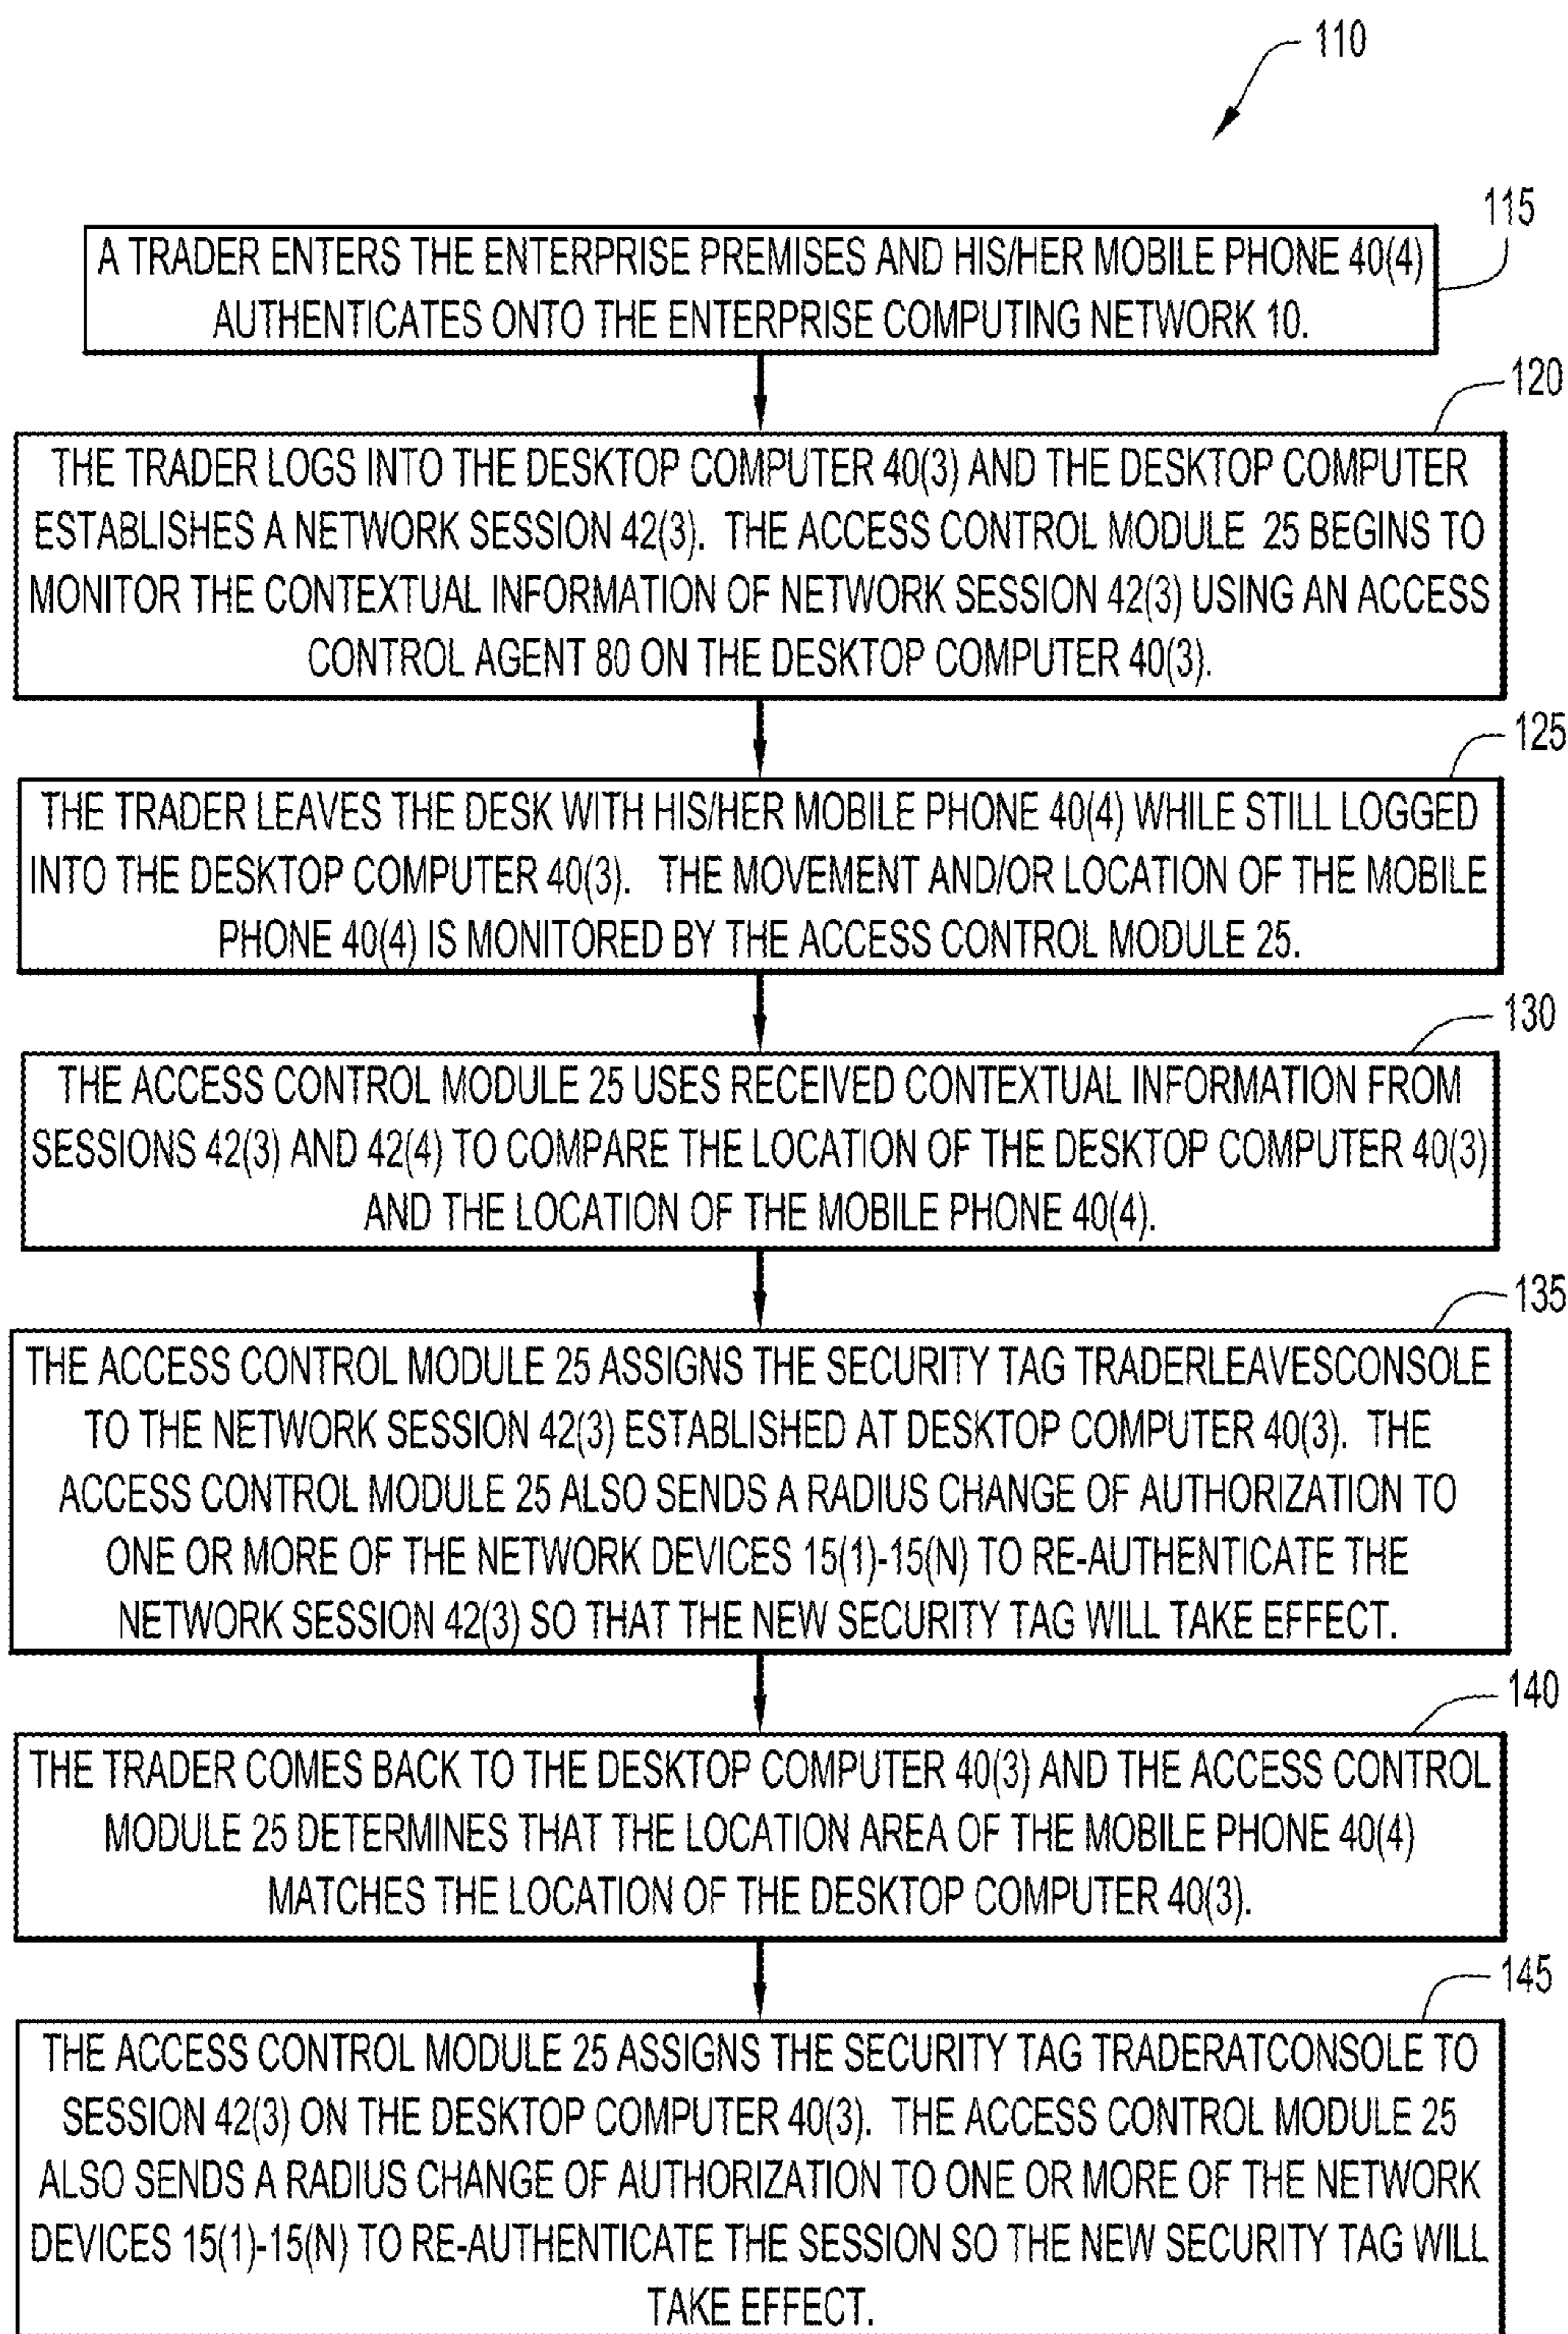 110
115
A TRADER ENTERS THE ENTERPRISE PREMISES AND HIS/HER MOBILE PHONE 40(4)
AUTHENTICATES ONTO THE ENTERPRISE COMPUTING NETWORK 10.
120
THE TRADER LOGS INTO THE DESKTOP COMPUTER 40(3) AND THE DESKTOP COMPUTER
ESTABLISHES A NETWORK SESSION 42(3). THE ACCESS CONTROL MODULE 25 BEGINS TO
MONITOR THE CONTEXTUAL INFORMATION OF NETWORK SESSION 42(3) USING AN ACCESS
CONTROL AGENT 80 ON THE DESKTOP COMPUTER 40(3).
125
THE TRADER LEAVES THE DESK WITH HIS/HER MOBILE PHONE 40(4) WHILE STILL LOGGED
INTO THE DESKTOP COMPUTER 40(3). THE MOVEMENT AND/OR LOCATION OF THE MOBILE
PHONE 40(4) IS MONITORED BY THE ACCESS CONTROL MODULE 25.
130
THE ACCESS CONTROL MODULE 25 USES RECEIVED CONTEXTUAL INFORMATION FROM
SESSIONS 42(3) AND 42(4) TO COMPARE THE LOCATION OF THE DESKTOP COMPUTER 40(3)
AND THE LOCATION OF THE MOBILE PHONE 40(4).
135
THE ACCESS CONTROL MODULE 25 ASSIGNS THE SECURITY TAG TRADERLEAVESCONSOLE
TO THE NETWORK SESSION 42(3) ESTABLISHED AT DESKTOP COMPUTER 40(3). THE
ACCESS CONTROL MODULE 25 ALSO SENDS A RADIUS CHANGE OF AUTHORIZATION TO
ONE OR MORE OF THE NETWORK DEVICES 15(1)-15(N) TO RE-AUTHENTICATE THE
NETWORK SESSION 42(3) SO THAT THE NEW SECURITY TAG WILL TAKE EFFECT.
140
THE TRADER COMES BACK TO THE DESKTOP COMPUTER 40(3) AND THE ACCESS CONTROL
MODULE 25 DETERMINES THAT THE LOCATION AREA OF THE MOBILE PHONE 40(4)
MATCHES THE LOCATION OF THE DESKTOP COMPUTER 40(3).
145
THE ACCESS CONTROL MODULE 25 ASSIGNS THE SECURITY TAG TRADERATCONSOLE TO
SESSION 42(3) ON THE DESKTOP COMPUTER 40(3). THE ACCESS CONTROL MODULE 25
ALSO SENDS A RADIUS CHANGE OF AUTHORIZATION TO ONE OR MORE OF THE NETWORK
DEVICES 15(1)-15(N) TO RE-AUTHENTICATE THE SESSION SO THE NEW SECURITY TAG WILL
TAKE EFFECT.